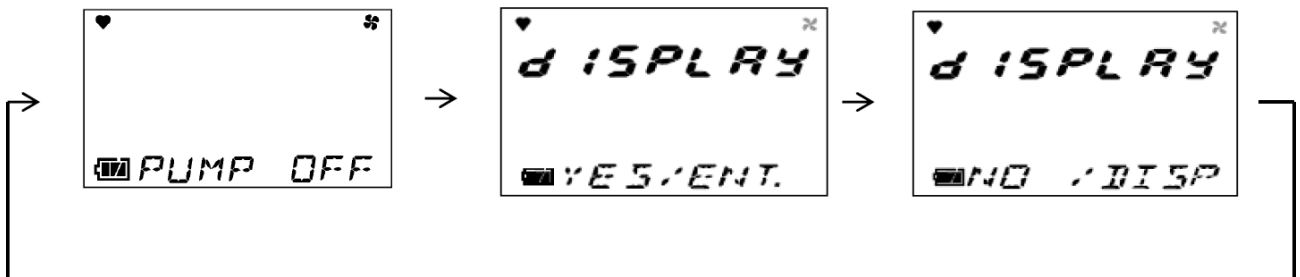 PUMP OFF
dISPLAY
YES/ENT.
dISPLAY
NO /DISP